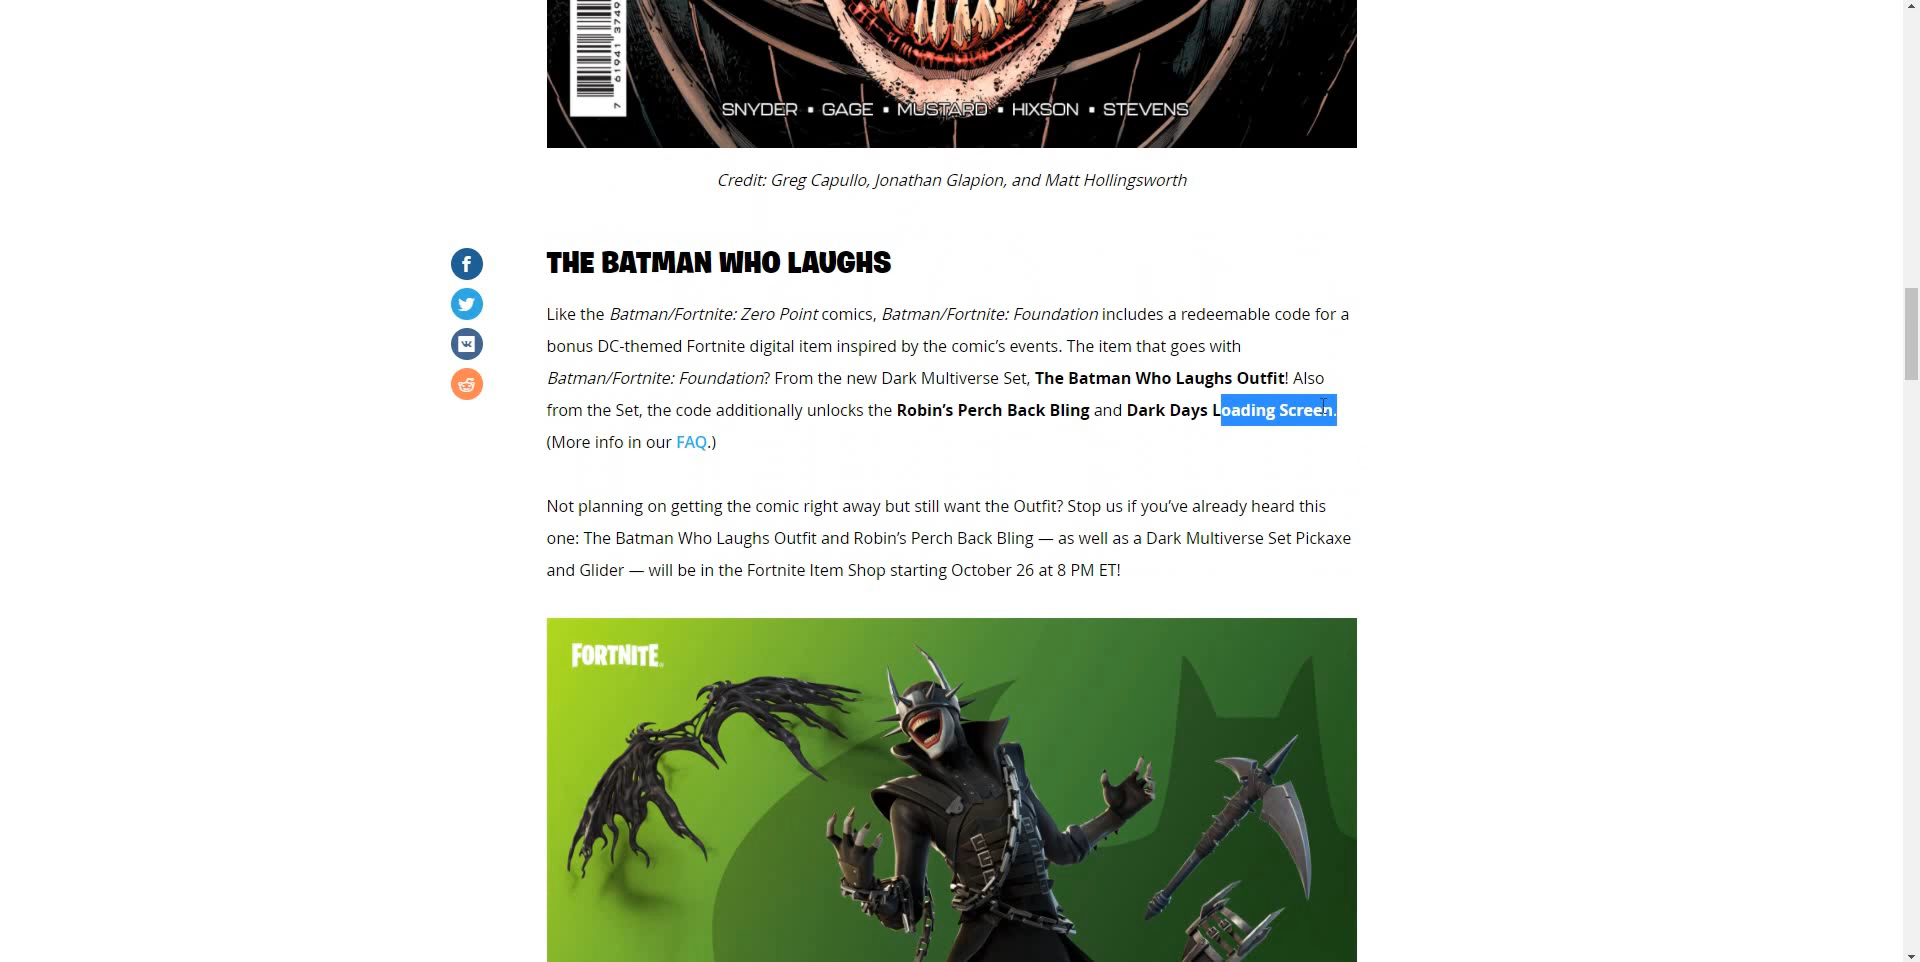 7 61941 3749
SNYDER ▪ GAGE ▪ MUSTARD ▪ HIXSON ▪ STEVENS
Credit: Greg Capullo, Jonathan Glapion, and Matt Hollingsworth
THE BATMAN WHO LAUGHS
Like the Batman/Fortnite: Zero Point comics, Batman/Fortnite: Foundation includes a redeemable code for a
bonus DC-themed Fortnite digital item inspired by the comic’s events. The item that goes with
Batman/Fortnite: Foundation? From the new Dark Multiverse Set, The Batman Who Laughs Outfit! Also
from the Set, the code additionally unlocks the Robin’s Perch Back Bling and Dark Days Loading Screen.
(More info in our FAQ.)
Not planning on getting the comic right away but still want the Outfit? Stop us if you’ve already heard this
one: The Batman Who Laughs Outfit and Robin’s Perch Back Bling — as well as a Dark Multiverse Set Pickaxe
and Glider — will be in the Fortnite Item Shop starting October 26 at 8 PM ET!
FORTNITE